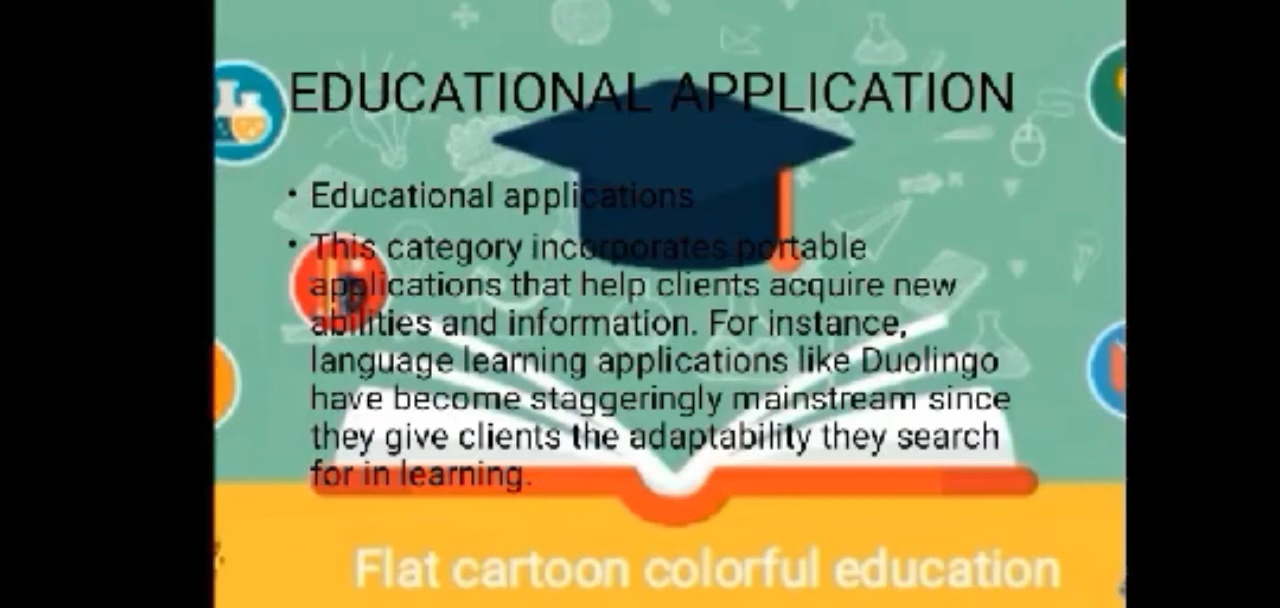 EDUCATIONAL APPLICATION
• Educational applications
• This category incorporates portable
applications that help clients acquire new
abilities and information. For instance,
language learning applications like Duolingo
have become staggeringly mainstream since
they give clients the adaptability they search
for in learning.
Flat cartoon colorful education